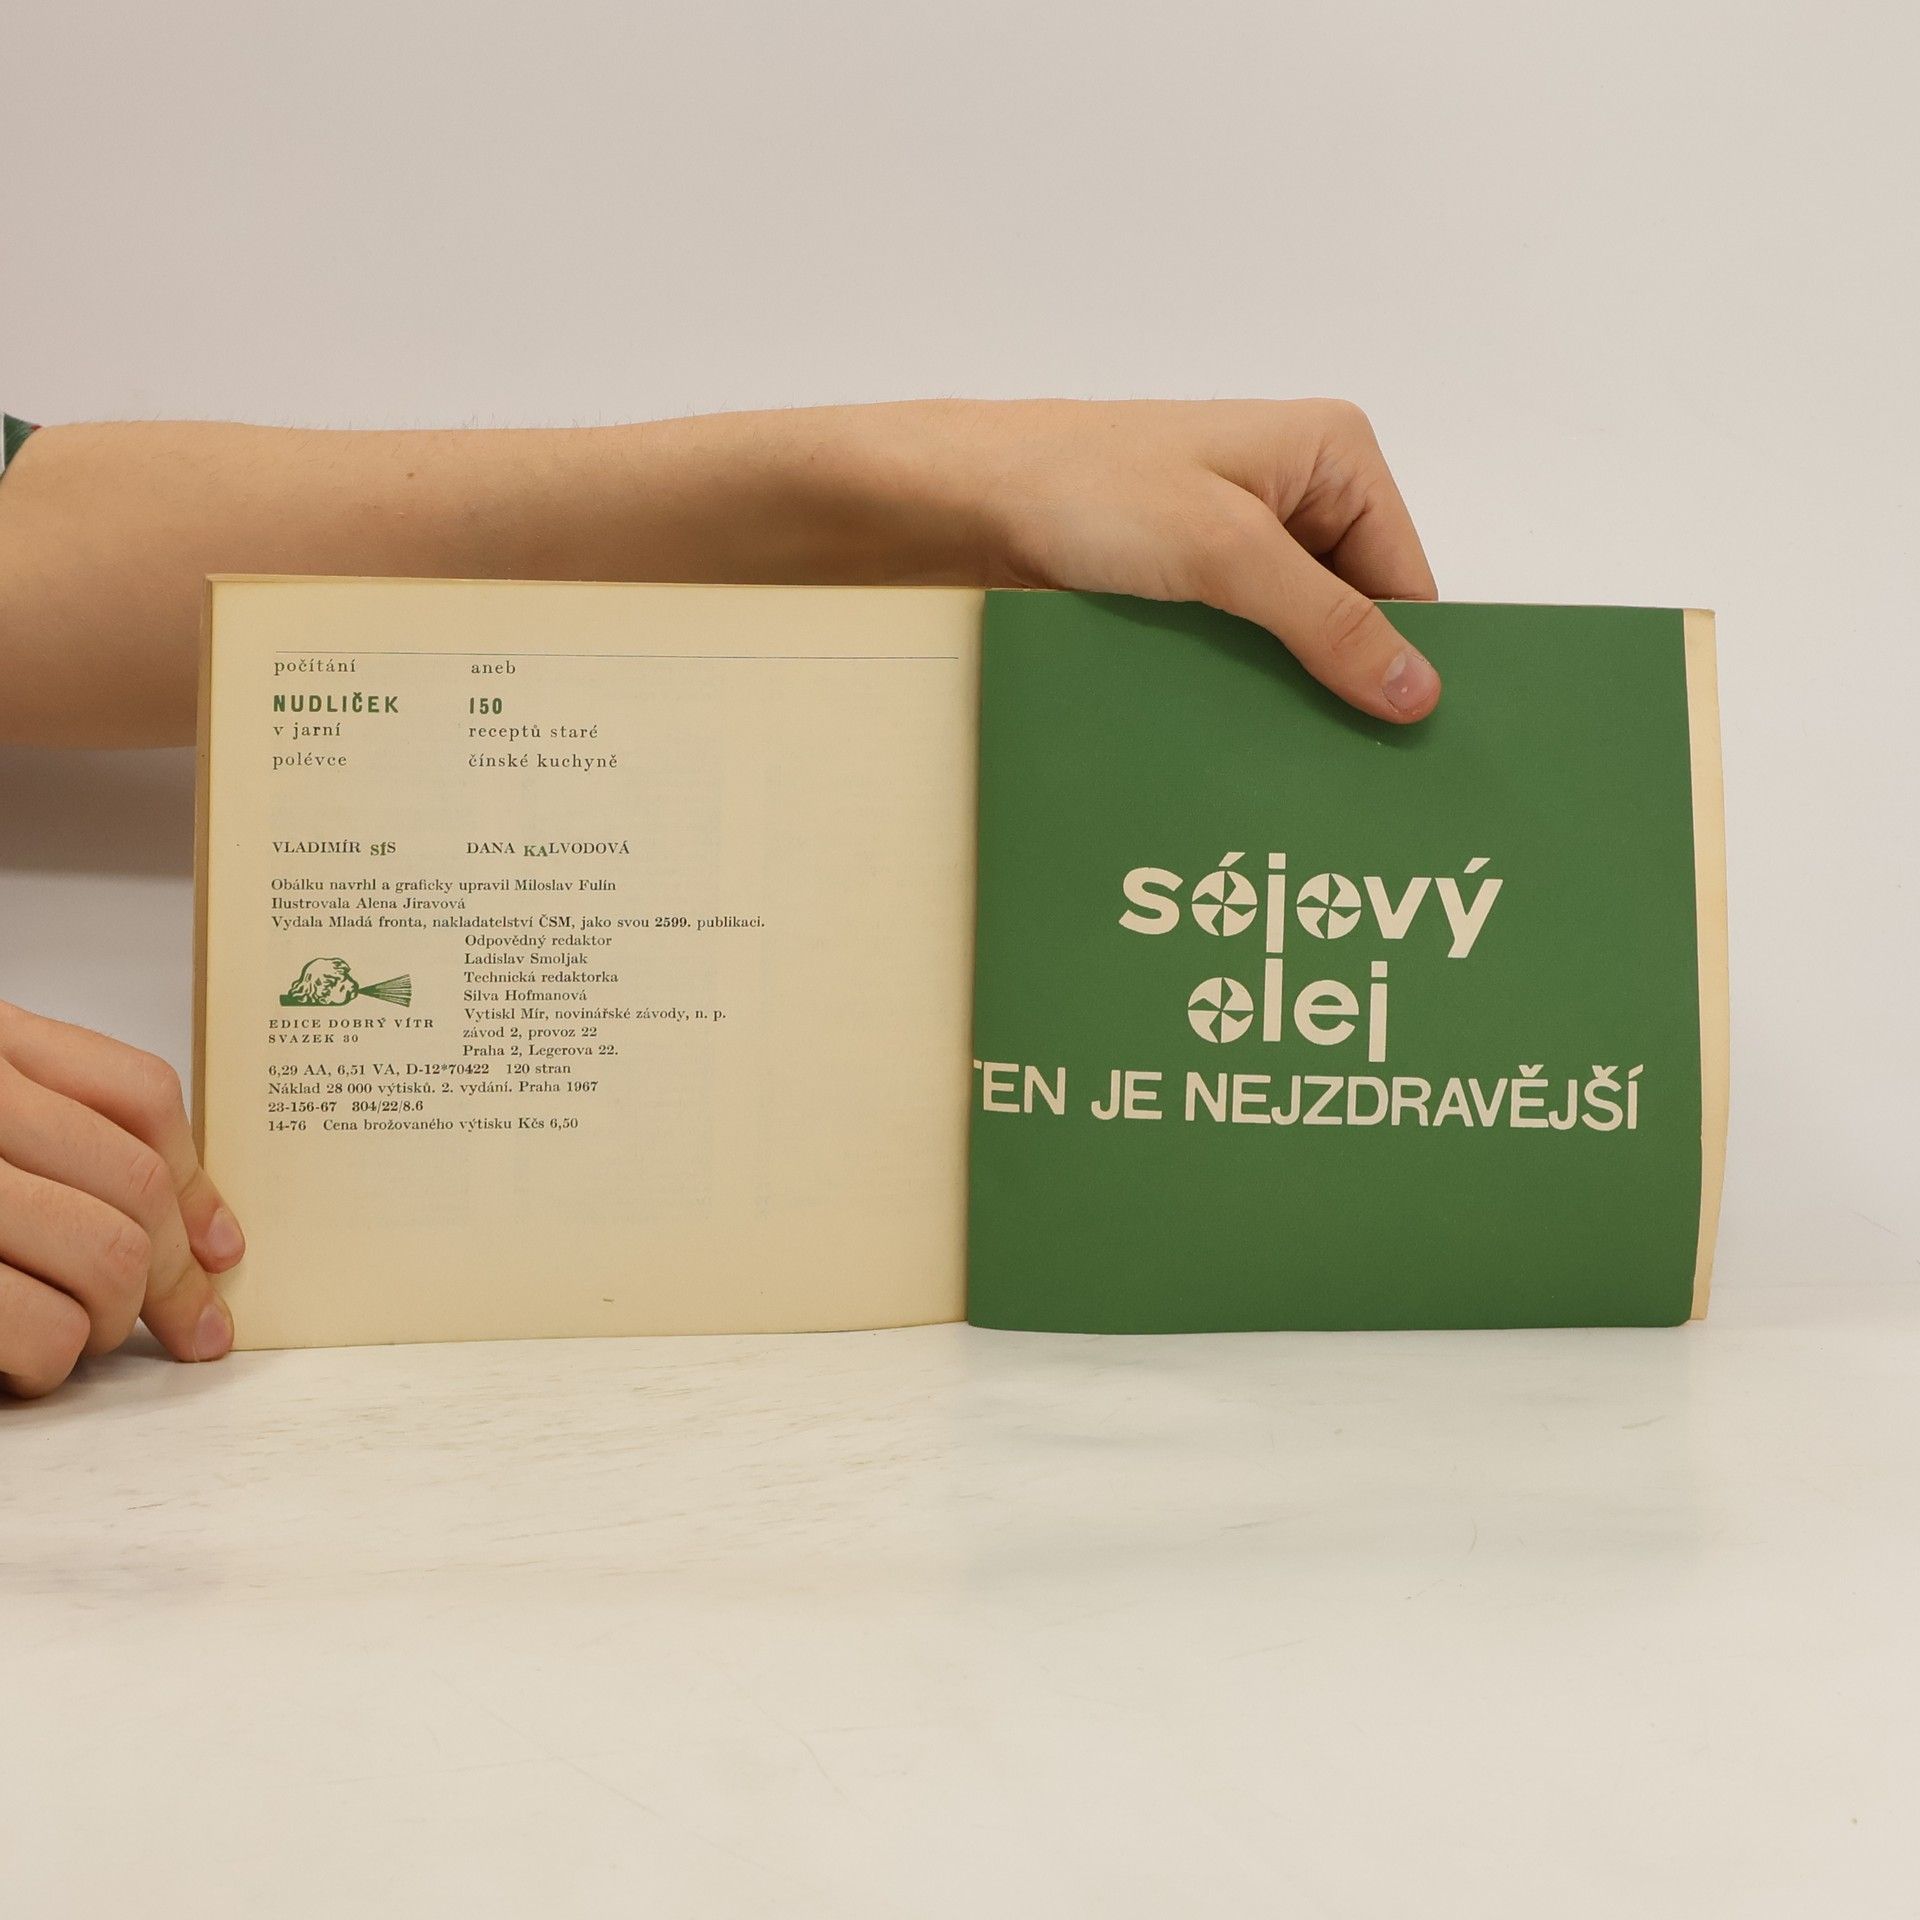 počítání aneb
NUDLIČEK 150
v jarní receptů staré
polévce čínské kuchyně
VLADIMÍR SÍS DANA KALVODOVÁ
Obálku navrhl a graficky upravil Miloslav Fulín
Ilustrovala Alena Jíravová
Vydala Mladá fronta, nakladatelství ČSM, jako svou 2599. publikaci.
Odpovědný redaktor
Ladislav Smoljak
Technická redaktorka
Silva Hofmanová
Vytiskl Mír, novinářské závody, n. p.
závod 2, provoz 22
Praha 2, Legerova 22.
EDICE DOBRÝ VÍTR
SVAZEK 30
6,29 AA, 6,51 VA, D-12*70422 120 stran
Náklad 28 000 výtisků. 2. vydání. Praha 1967
23-156-67 304/22/8.6
14-76 Cena brožovaného výtisku Kčs 6,50
sójový
olej
TEN JE NEJZDRAVĚJŠÍ